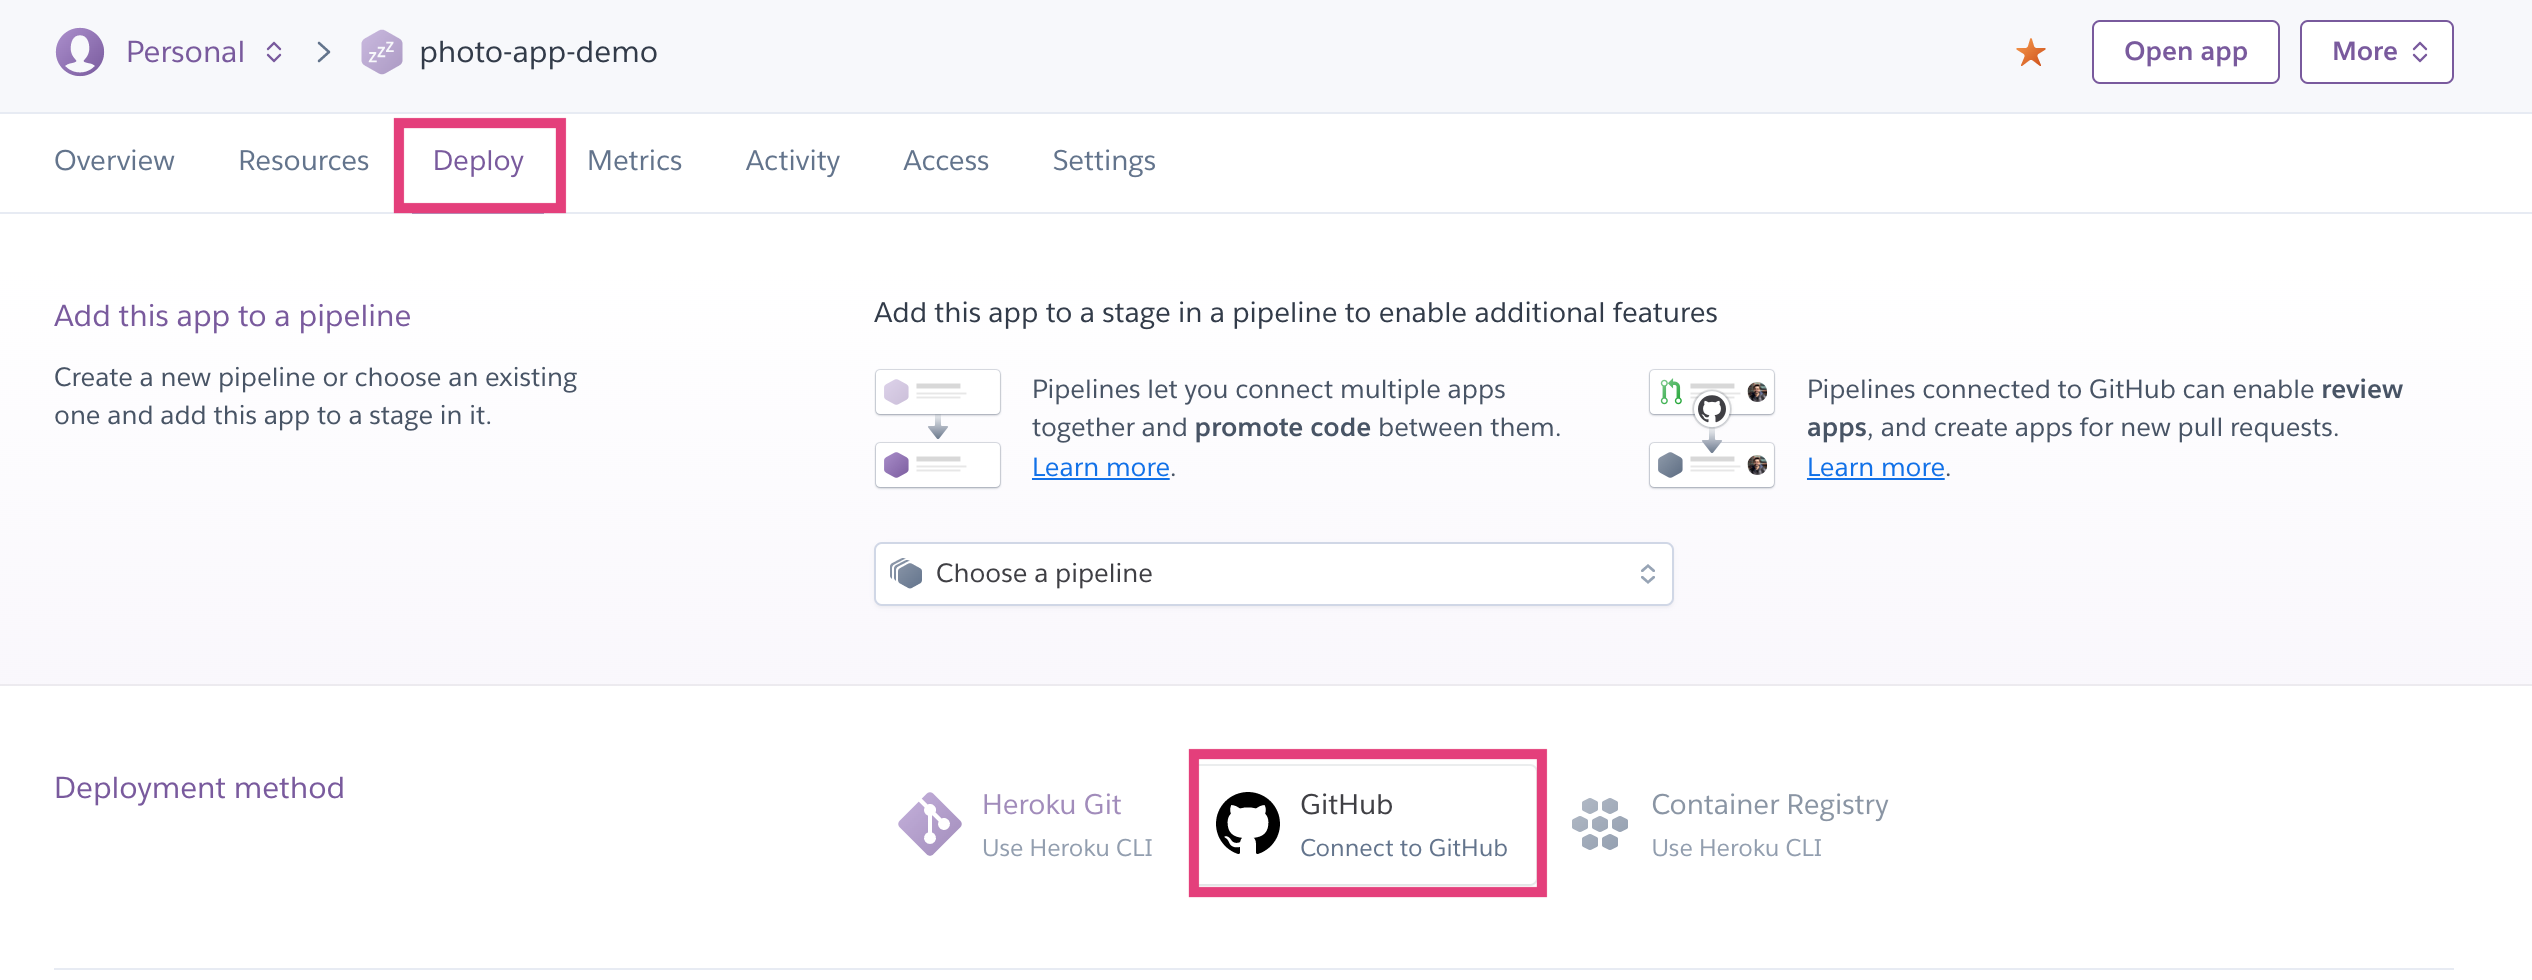 Personal
zzZ
photo-app-demo
Open app
More
Overview
Resources
Deploy
Metrics
Activity
Access
Settings
Add this app to a pipeline
Create a new pipeline or choose an existing
one and add this app to a stage in it.
Add this app to a stage in a pipeline to enable additional features
Pipelines let you connect multiple apps
together and promote code between them.
Learn more.
Pipelines connected to GitHub can enable review
apps, and create apps for new pull requests.
Learn more.
Choose a pipeline
Deployment method
Heroku Git
Use Heroku CLI
GitHub
Connect to GitHub
Container Registry
Use Heroku CLI